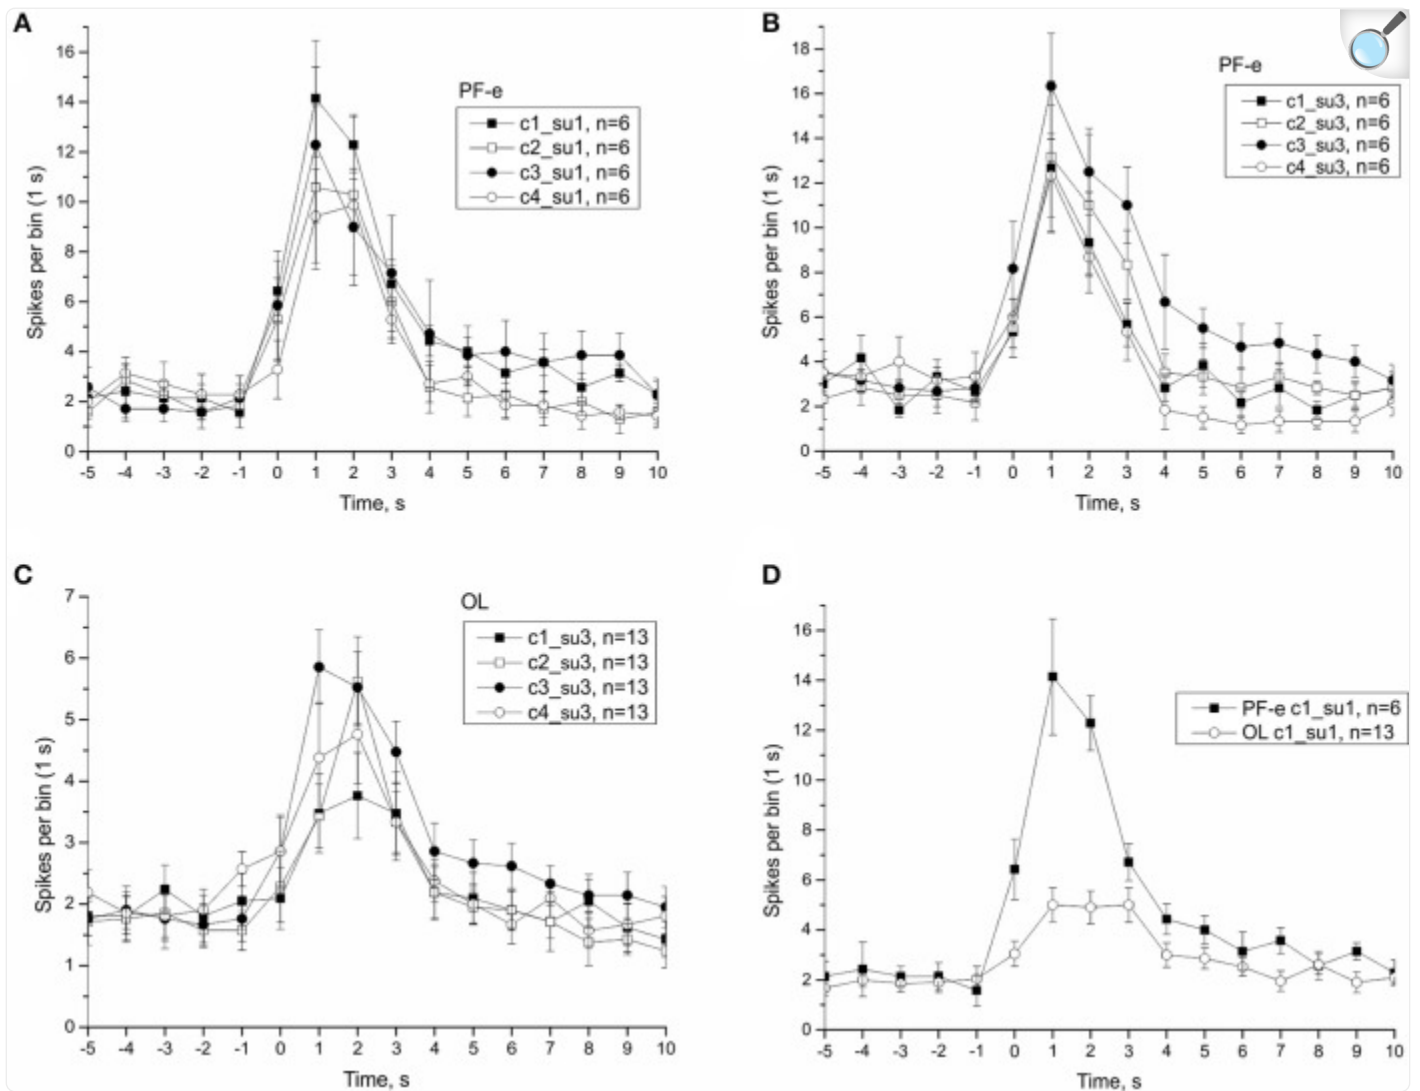 A
PF-e
c1_su1, n=6
c2_su1, n=6
c3_su1, n=6
c4_su1, n=6
Spikes per bin (1 s)
16
14
12
10
8
6
4
2
0
-5 -4 -3 -2 -1 0 1 2 3 4 5 6 7 8 9 10
Time, s
B
PF-e
c1_su3, n=6
c2_su3, n=6
c3_su3, n=6
c4_su3, n=6
Spikes per bin (1 s)
18
16
14
12
10
8
6
4
2
0
-5 -4 -3 -2 -1 0 1 2 3 4 5 6 7 8 9 10
Time, s
C
OL
c1_su3, n=13
c2_su3, n=13
c3_su3, n=13
c4_su3, n=13
Spikes per bin (1 s)
7
6
5
4
3
2
1
0
-5 -4 -3 -2 -1 0 1 2 3 4 5 6 7 8 9 10
Time, s
D
PF-e c1_su1, n=6
OL c1_su1, n=13
Spikes per bin (1 s)
16
14
12
10
8
6
4
2
0
-5 -4 -3 -2 -1 0 1 2 3 4 5 6 7 8 9 10
Time, s